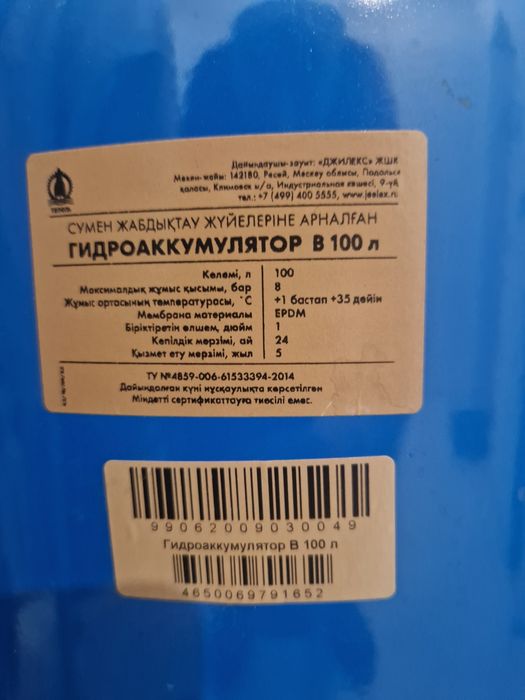 Дайындаушы-зауыт: «ДЖИЛЕКС» ЖШК
Мекен-жайы: 142180, Ресей, Мәскеу облысы, Подольск
қаласы, Климовск ы/а, Индустриальная көшесі, 9-үй,
тел.: +7 (499) 400 5555, www.jeelex.ru
СУМЕН ЖАБДЫҚТАУ ЖҮЙЕЛЕРІНЕ АРНАЛҒАН
ГИДРОАККУМУЛЯТОР В 100 л
Көлемі, л 100
Максималдық жұмыс қысымы, бар 8
Жұмыс ортасының температурасы, °С +1 бастап +35 дейін
Мембрана материалы EPDM
Біріктіретін өлшем, дюйм 1
Кепілдік мерзімі, ай 24
Қызмет ету мерзімі, жыл 5
ТУ №4859-006-61533394-2014
Дайындалған күні нұсқаулықта көрсетілген
Міндетті сертификаттауға тиесілі емес.
99062009030049
Гидроаккумулятор В 100 л
4650069791652